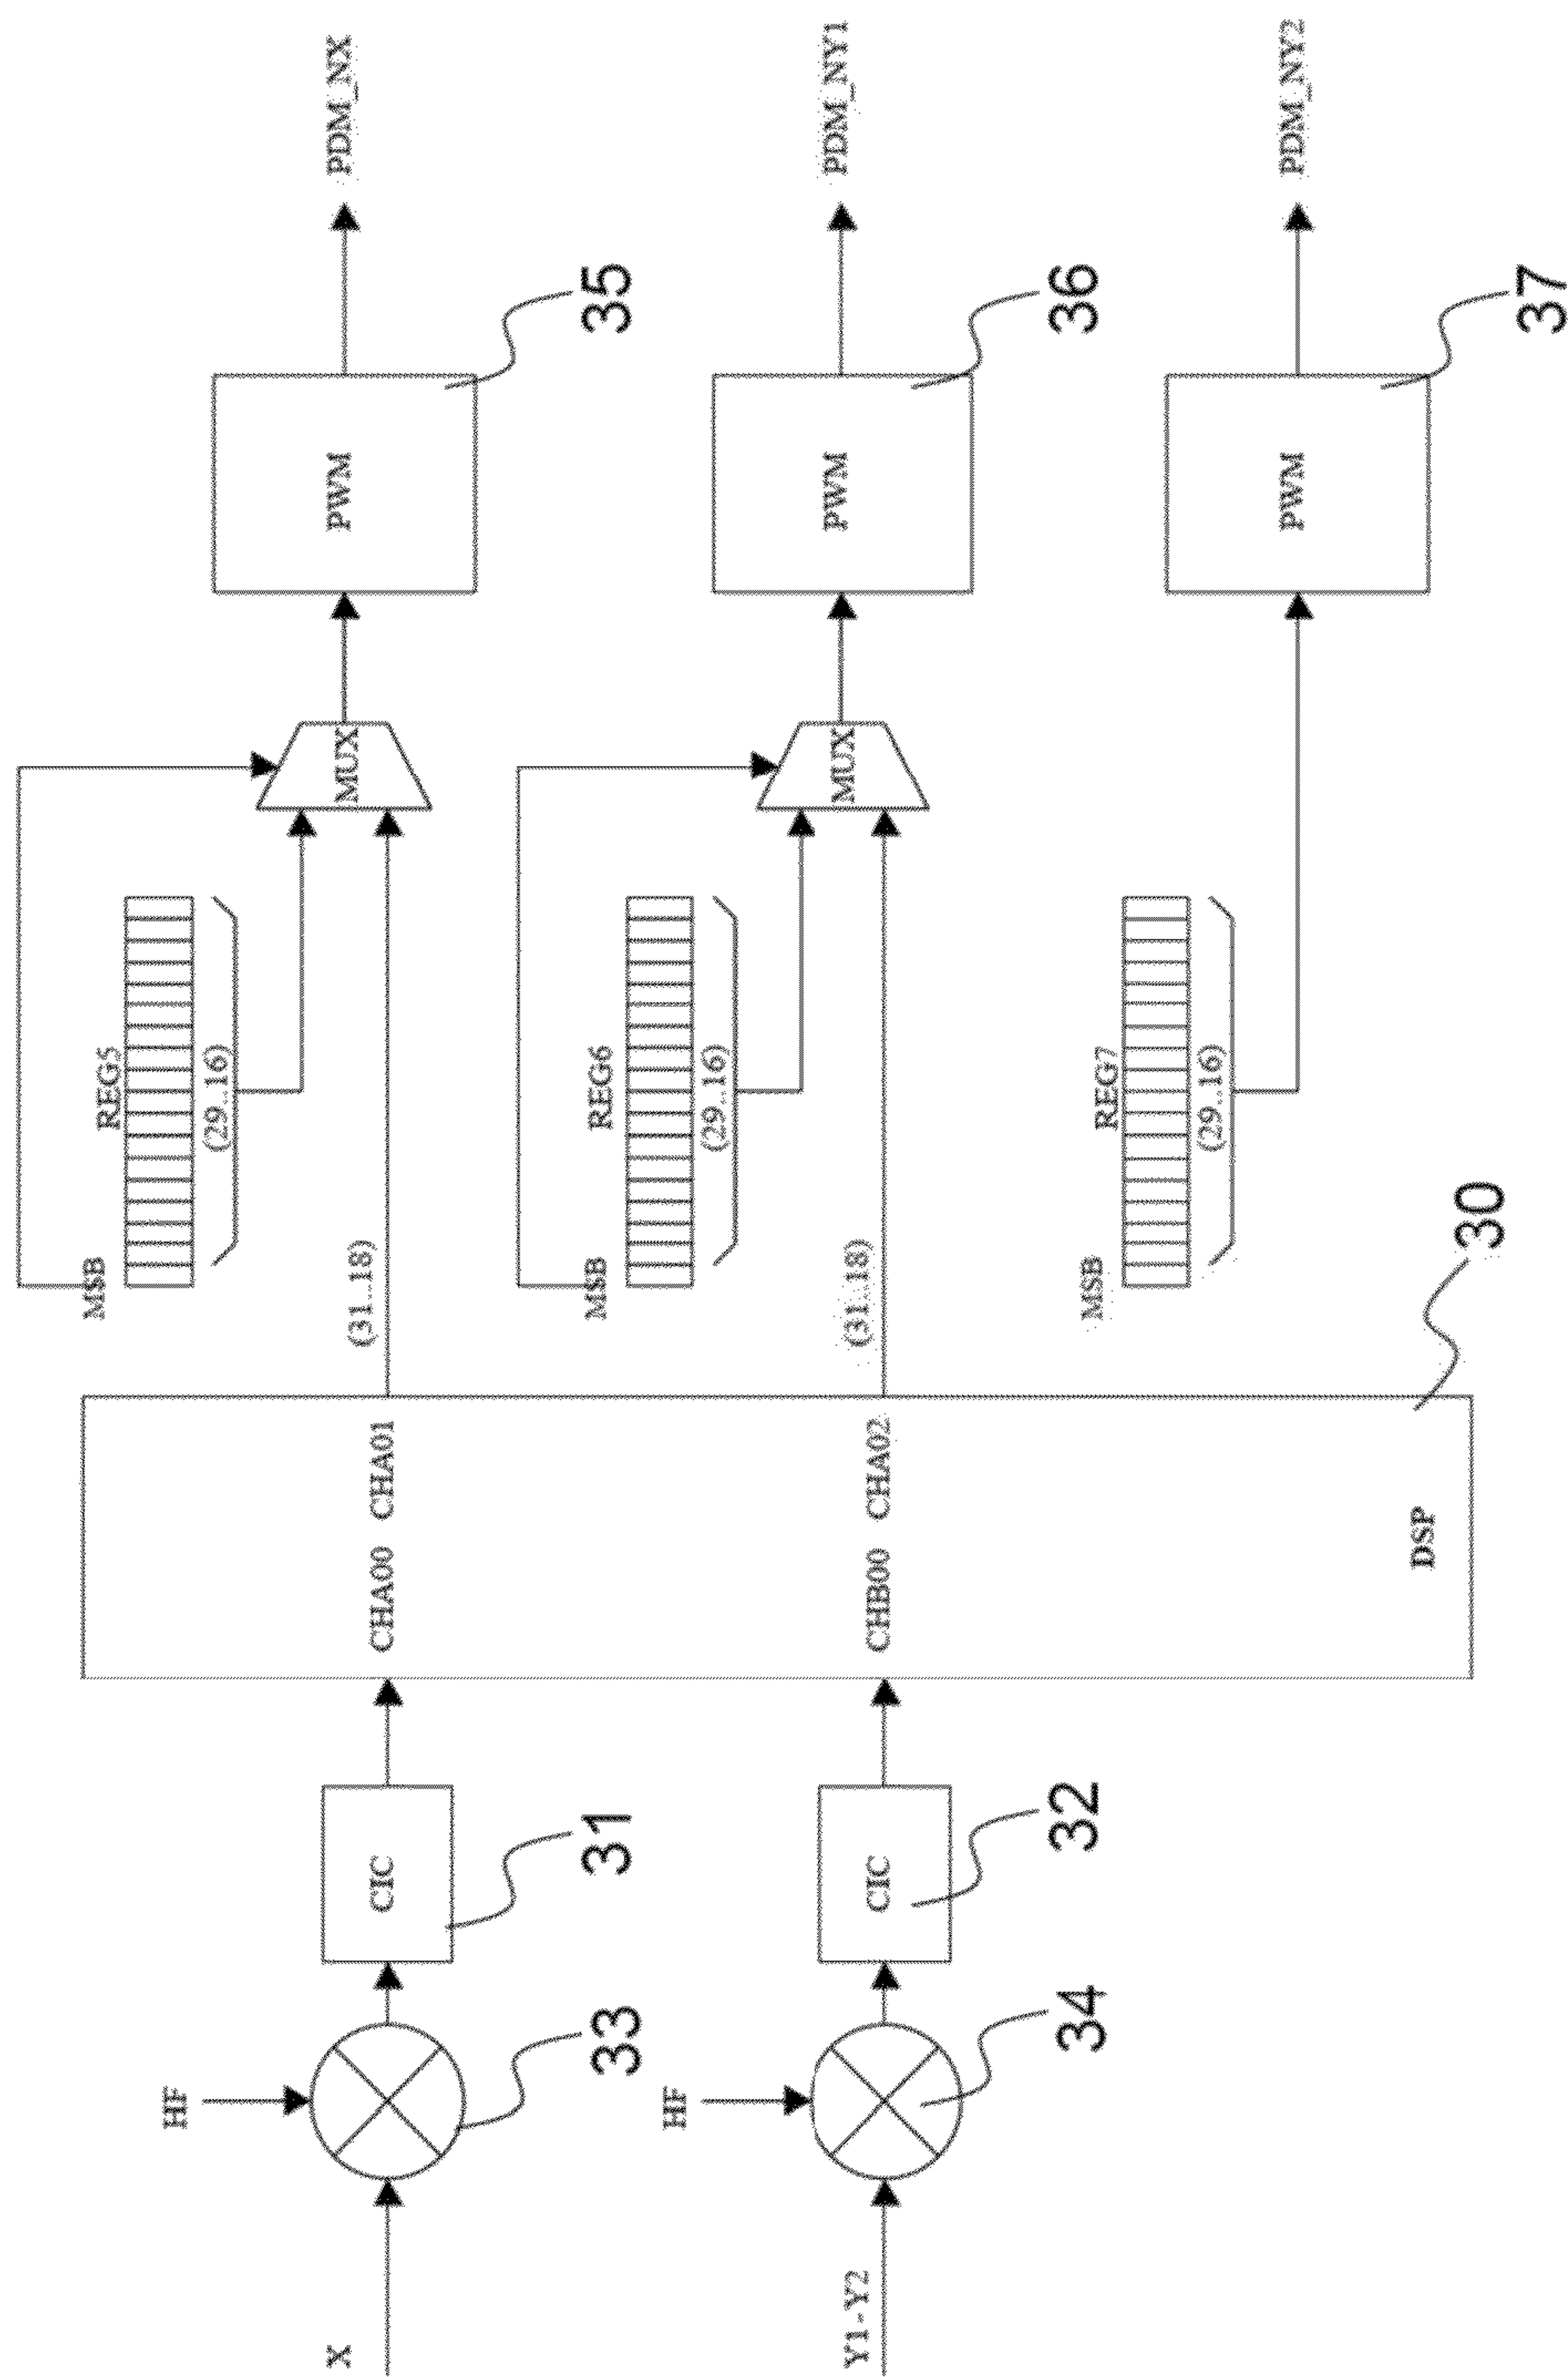 X
HF
33
CIC
31
CHA00 CHA01
(31..18)
MSB
REG5
(29..16)
MUX
PWM
35
PDM_NX
Y1-Y2
HF
34
CIC
32
CHB00 CHA02
(31..18)
MSB
REG6
(29..16)
MUX
PWM
36
PDM_NY1
DSP
30
MSB
REG7
(29..16)
PWM
37
PDM_NY2